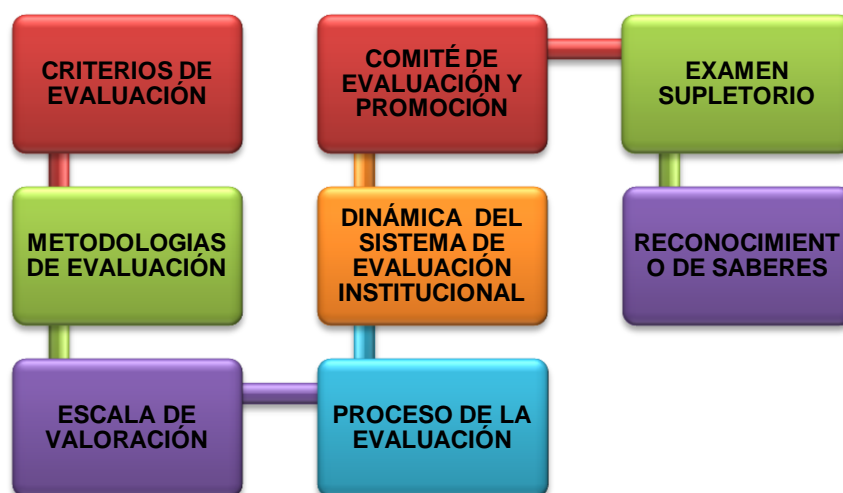 CRITERIOS DE
EVALUACIÓN
METODOLOGIAS
DE EVALUACIÓN
ESCALA DE
VALORACIÓN
PROCESO DE LA
EVALUACIÓN
DINÁMICA DEL
SISTEMA DE
EVALUACIÓN
INSTITUCIONAL
COMITÉ DE
EVALUACIÓN Y
PROMOCIÓN
EXAMEN
SUPLETORIO
RECONOCIMIENT
O DE SABERES